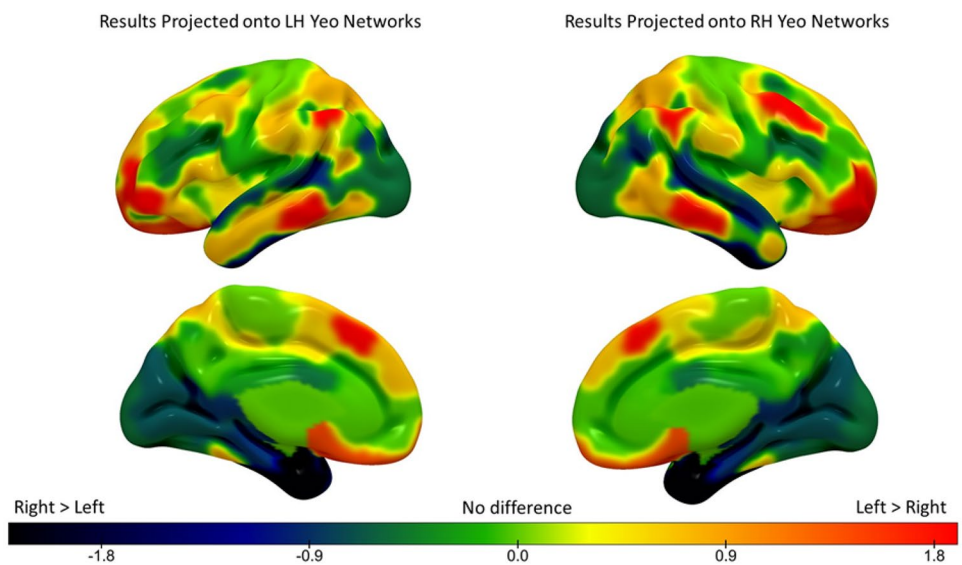 Results Projected onto LH Yeo Networks
Results Projected onto RH Yeo Networks
Right > Left
No difference
Left > Right
-1.8
-0.9
0.0
0.9
1.8